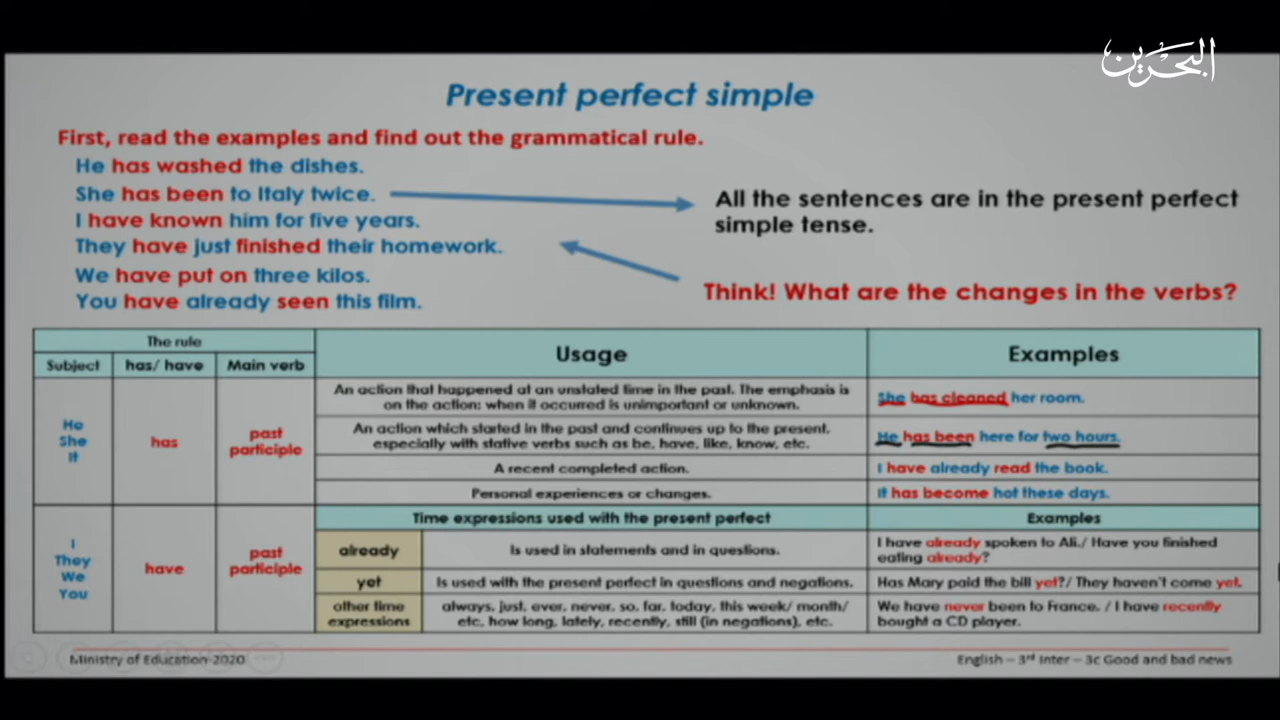 البحرين
Present perfect simple
First, read the examples and find out the grammatical rule.
He has washed the dishes.
She has been to Italy twice.
I have known him for five years.
They have just finished their homework.
We have put on three kilos.
You have already seen this film.
All the sentences are in the present perfect
simple tense.
Think! What are the changes in the verbs?
The rule
Subject
has/ have
Main verb
Usage
Examples
He
She
It
has
past
participle
An action that happened at an unstated time in the past. The emphasis is
on the action; when it occurred is unimportant or unknown.
She has cleaned her room.
An action which started in the past and continues up to the present,
especially with stative verbs such as be, have, like, know, etc.
He has been here for two hours.
A recent completed action.
I have already read the book.
Personal experiences or changes.
It has become hot these days.
I
They
We
You
have
past
participle
Time expressions used with the present perfect
Examples
already
Is used in statements and in questions.
I have already spoken to Ali./ Have you finished
eating already?
yet
Is used with the present perfect in questions and negations.
Has Mary paid the bill yet?/ They haven't come yet.
other time
expressions
always, just, ever, never, so, far, today, this week/ month/
etc, how long, lately, recently, still (in negations), etc.
We have never been to France. / I have recently
bought a CD player.
Ministry of Education-2020
English – 3rd Inter – 3c Good and bad news